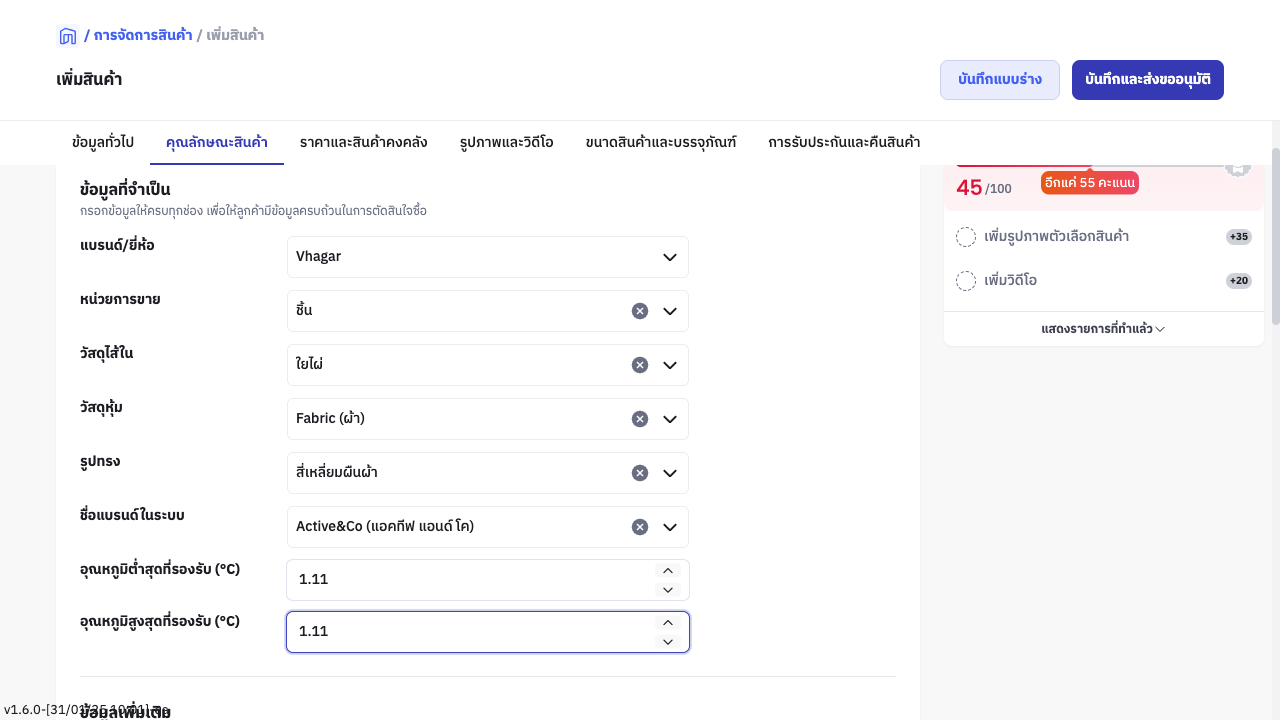 / การจัดการสินค้า / เพิ่มสินค้า
เพิ่มสินค้า
บันทึกแบบร่าง
บันทึกและส่งขออนุมัติ
ข้อมูลทั่วไป
คุณลักษณะสินค้า
ราคาและสินค้าคงคลัง
รูปภาพและวิดีโอ
ขนาดสินค้าและบรรจุภัณฑ์
การรับประกันและคืนสินค้า
ข้อมูลที่จำเป็น
กรอกข้อมูลให้ครบทุกช่อง เพื่อให้ลูกค้ามีข้อมูลครบถ้วนในการตัดสินใจซื้อ
แบรนด์/ยี่ห้อ
Vhagar
หน่วยการขาย
ชิ้น
วัสดุไส้ใน
ใยไผ่
วัสดุหุ้ม
Fabric (ผ้า)
รูปทรง
สี่เหลี่ยมผืนผ้า
ชื่อแบรนด์ในระบบ
Active&Co (แอคทีฟ แอนด์ โค)
อุณหภูมิต่ำสุดที่รองรับ (°C)
1.11
อุณหภูมิสูงสุดที่รองรับ (°C)
1.11
ข้อมูลเพิ่มเติม
45 /100
อีกแค่ 55 คะแนน
เพิ่มรูปภาพตัวเลือกสินค้า
+35
เพิ่มวิดีโอ
+20
แสดงรายการที่ทำแล้ว